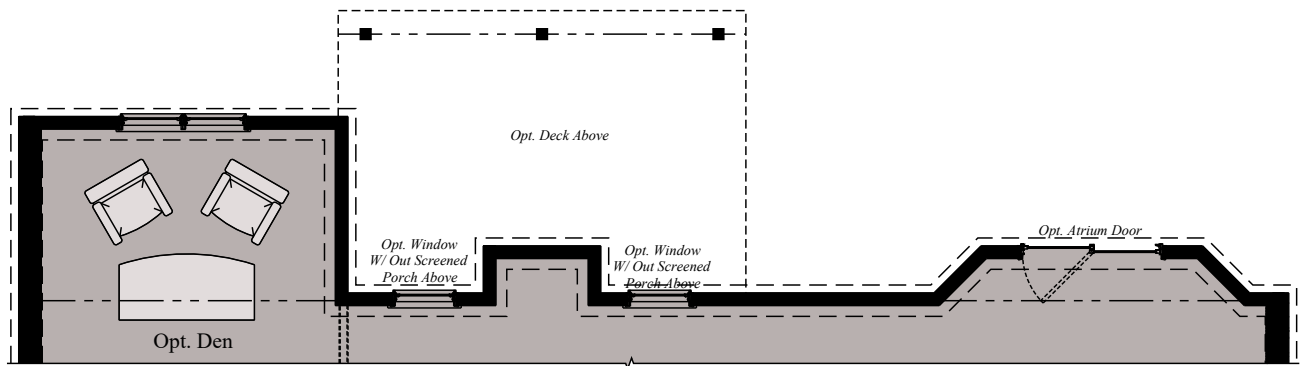 Opt. Deck Above
Opt. Atrium Door
Opt. Window
W/ Out Screened
Porch Above
Opt. Window
W/ Out Screened
Porch Above
Opt. Den